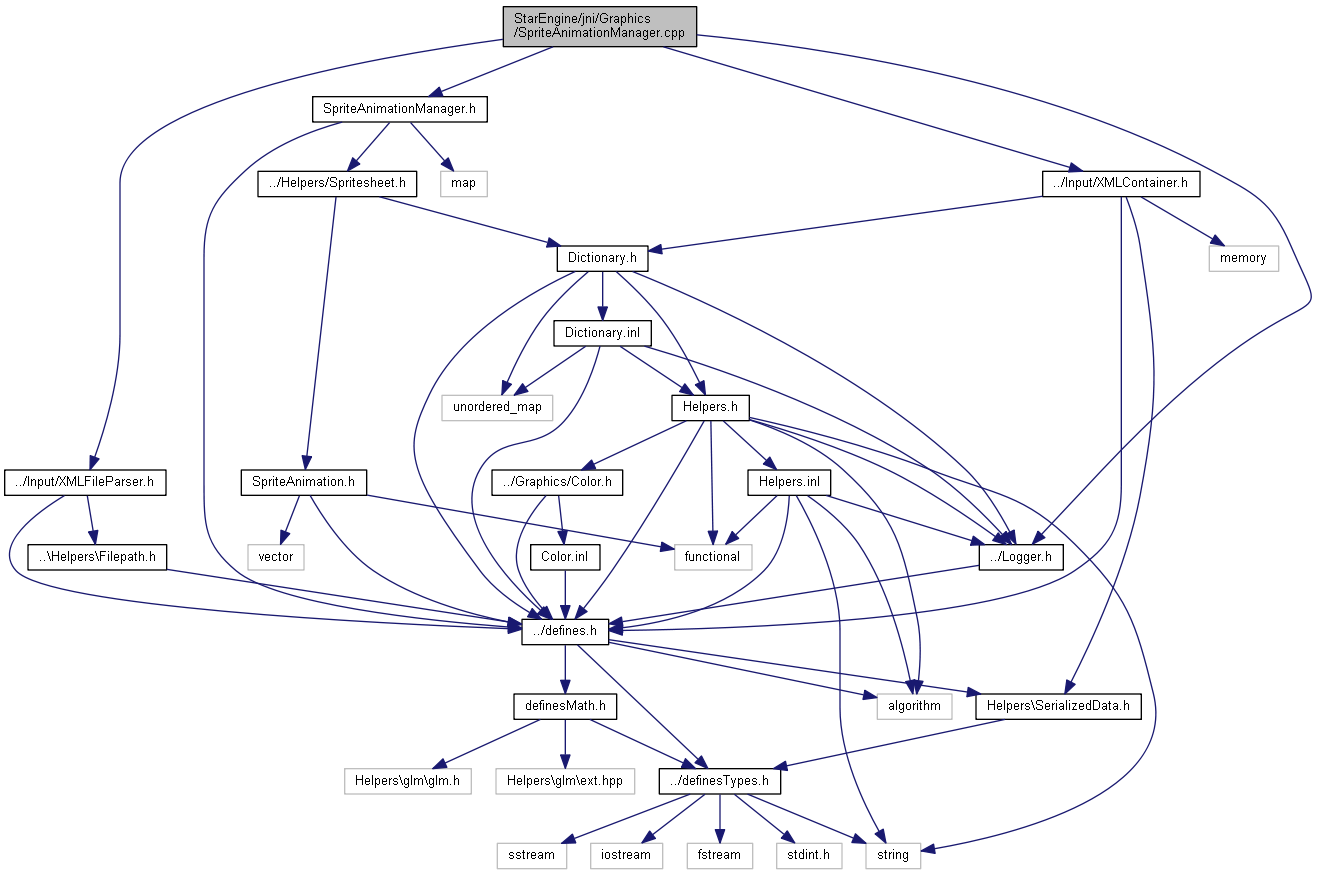 StarEngine/jni/Graphics
/SpriteAnimationManager.cpp
SpriteAnimationManager.h
../Helpers/Spritesheet.h
map
../Input/XMLContainer.h
Dictionary.h
memory
Dictionary.inl
unordered_map
Helpers.h
../Input/XMLFileParser.h
SpriteAnimation.h
../Graphics/Color.h
Helpers.inl
..\Helpers\Filepath.h
vector
Color.inl
functional
../Logger.h
../defines.h
definesMath.h
algorithm
Helpers\SerializedData.h
Helpers\glm\glm.h
Helpers\glm\ext.hpp
../definesTypes.h
sstream
iostream
fstream
stdint.h
string